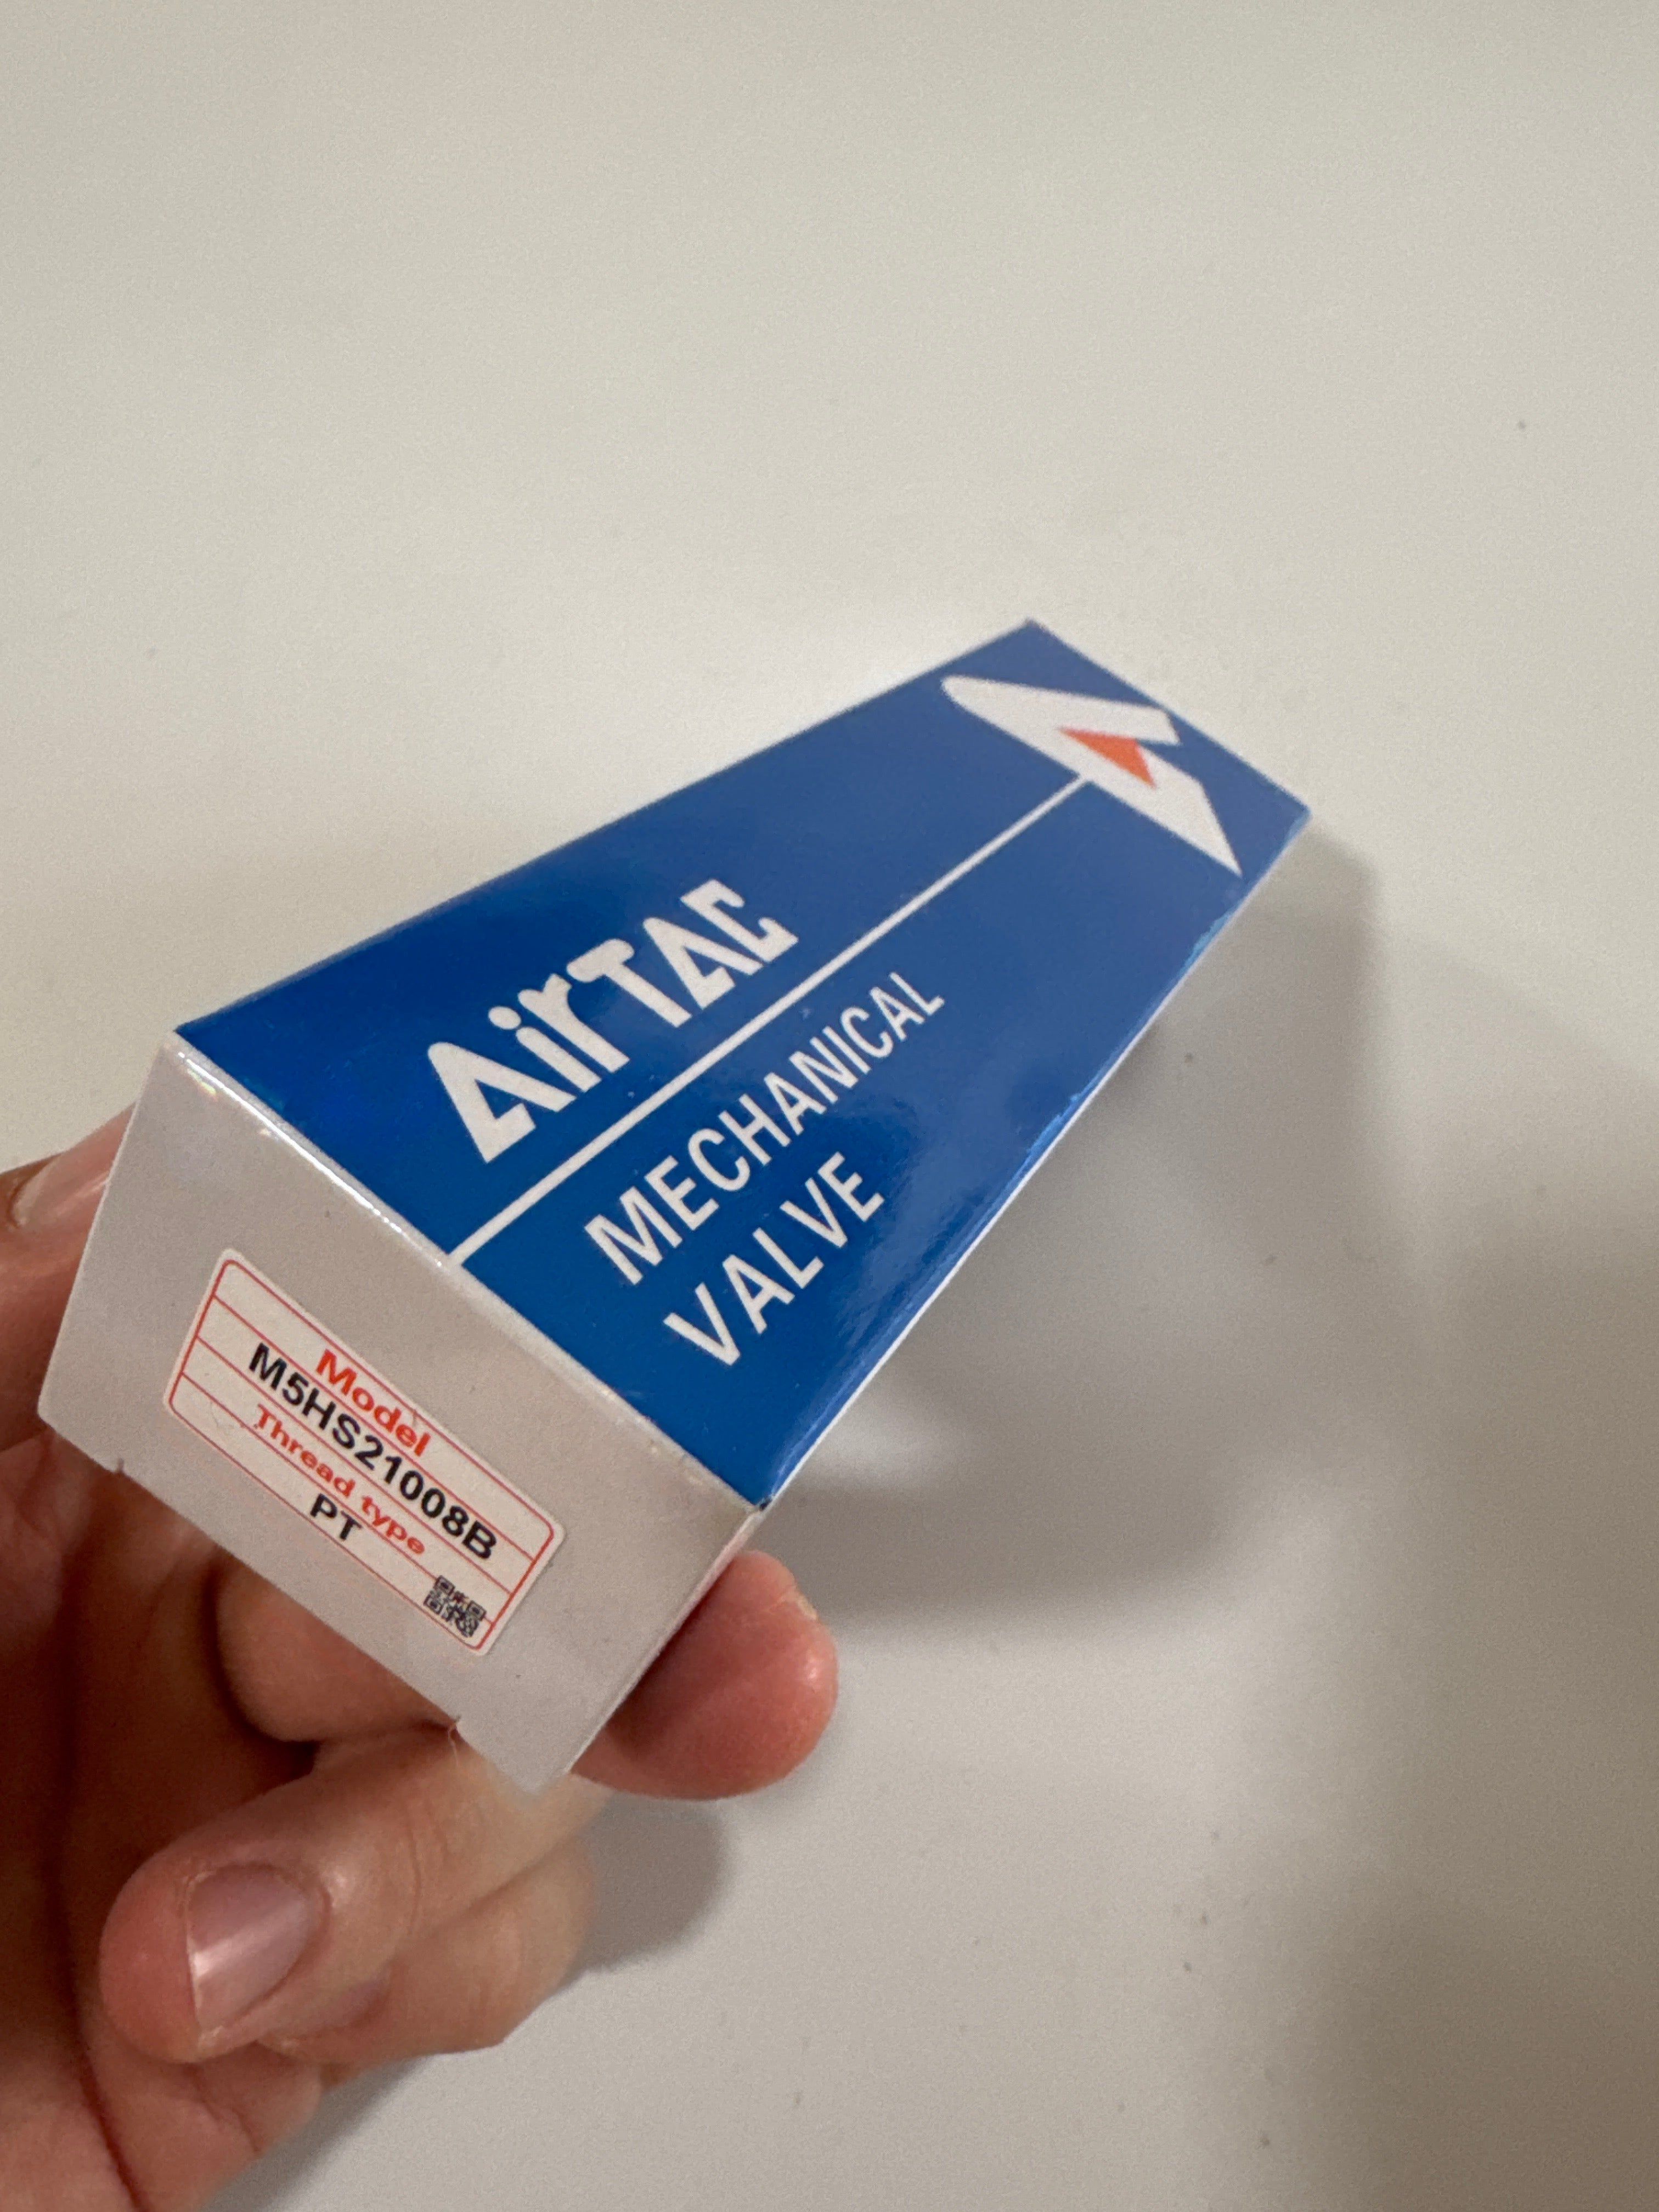 AirTAC
MECHANICAL
VALVE
Model
M5HS21008B
Thread type
PT